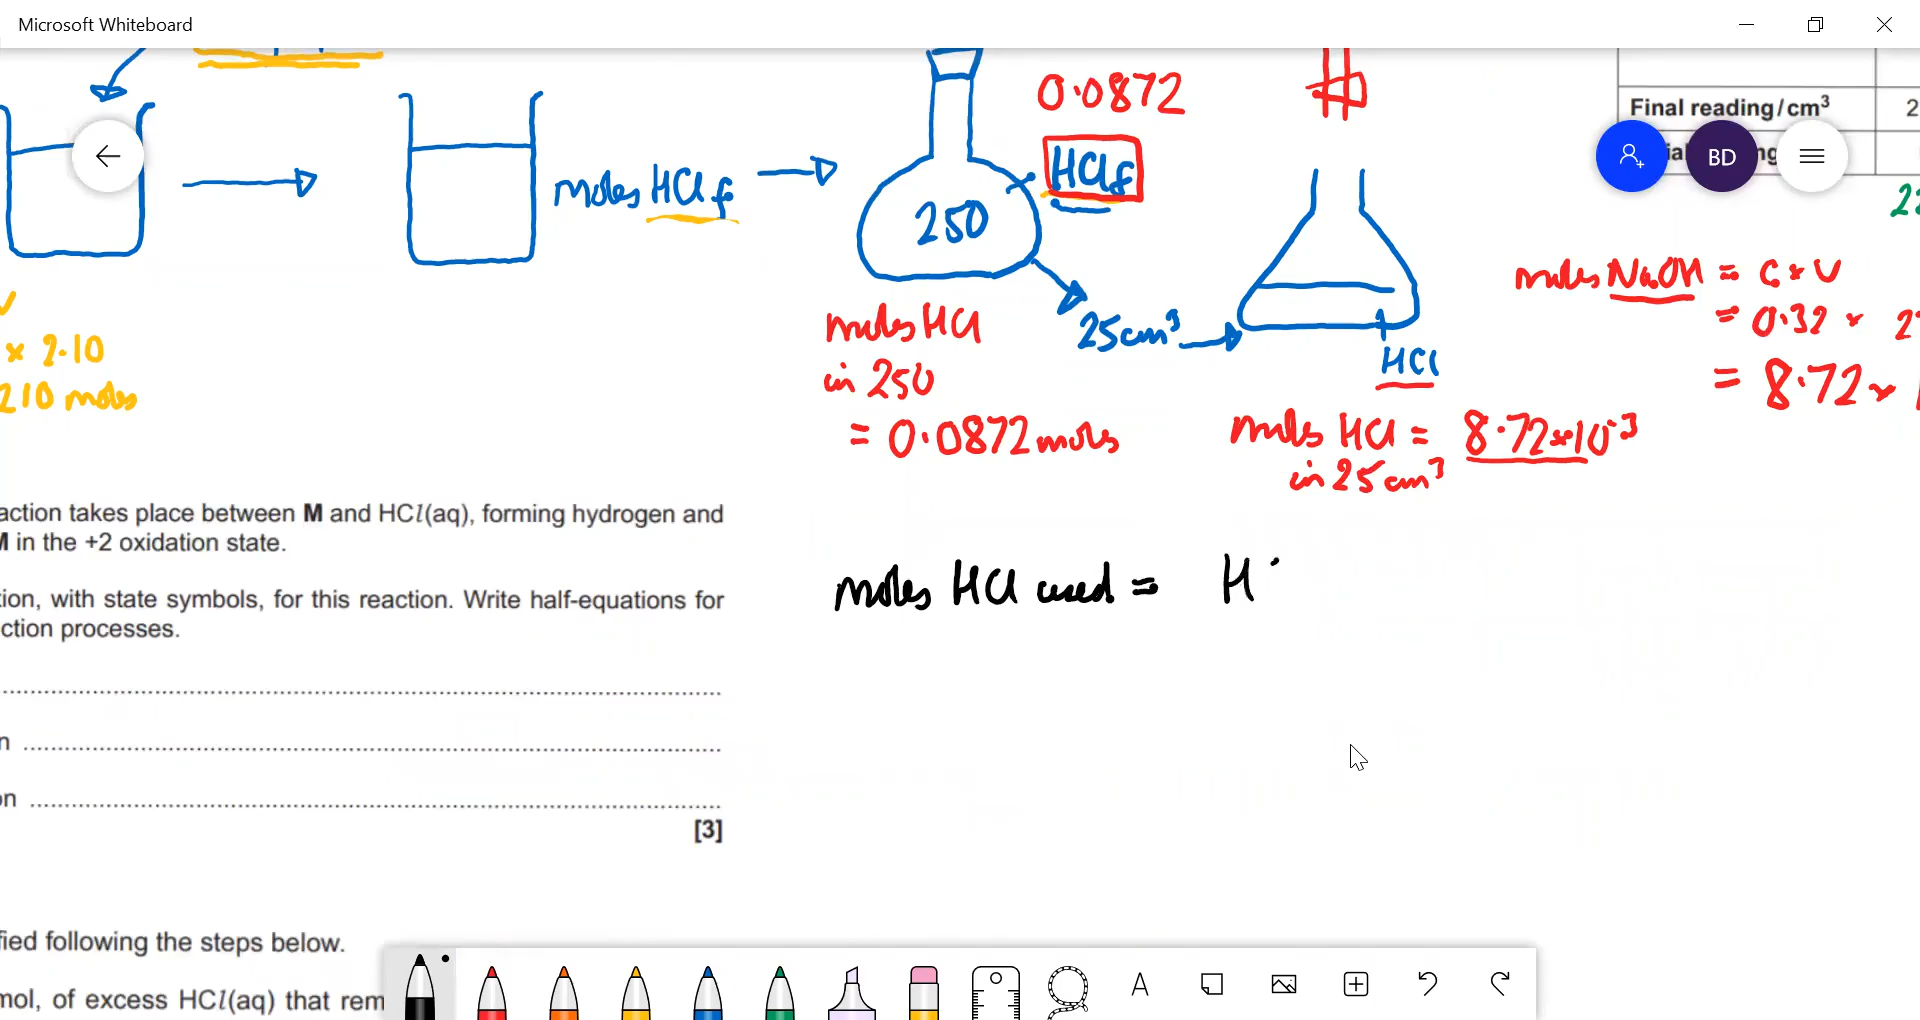 Microsoft Whiteboard
0.0872
Final reading/cm³
BD
HClf
moles HClf
250
moles NaOH = C × V
= 0.32 ×
= 8.72 ×
× 2.10
210 moles
moles HCl
in 250
= 0.0872 moles
25cm³
HCl
moles HCl = 8.72×10⁻³
in 25cm³
action takes place between M and HCl(aq), forming hydrogen and
M in the +2 oxidation state.
moles HCl used = H
tion, with state symbols, for this reaction. Write half-equations for
ction processes.
n
on
[3]
fied following the steps below.
mol, of excess HCl(aq) that rem
A